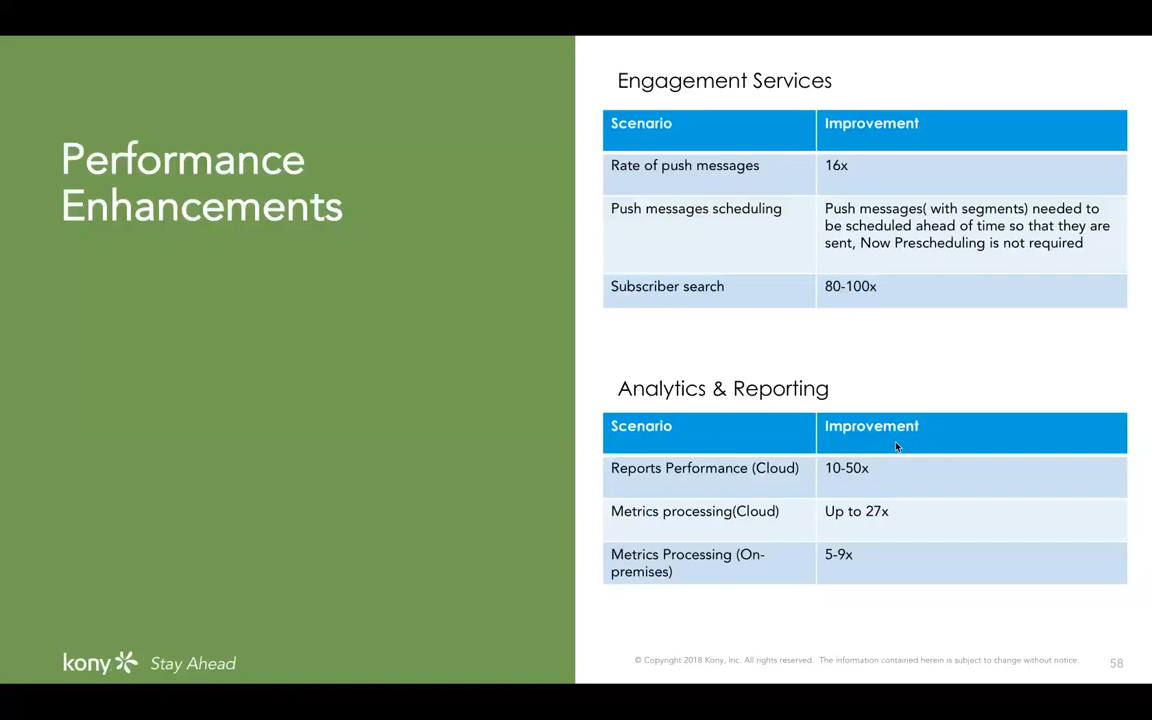 Performance
Enhancements
Engagement Services
Scenario
Improvement
Rate of push messages
16x
Push messages scheduling
Push messages( with segments) needed to
be scheduled ahead of time so that they are
sent, Now Prescheduling is not required
Subscriber search
80-100x
Analytics & Reporting
Scenario
Improvement
Reports Performance (Cloud)
10-50x
Metrics processing(Cloud)
Up to 27x
Metrics Processing (On-
premises)
5-9x
kony Stay Ahead
© Copyright 2018 Kony, Inc. All rights reserved. The information contained herein is subject to change without notice.
58